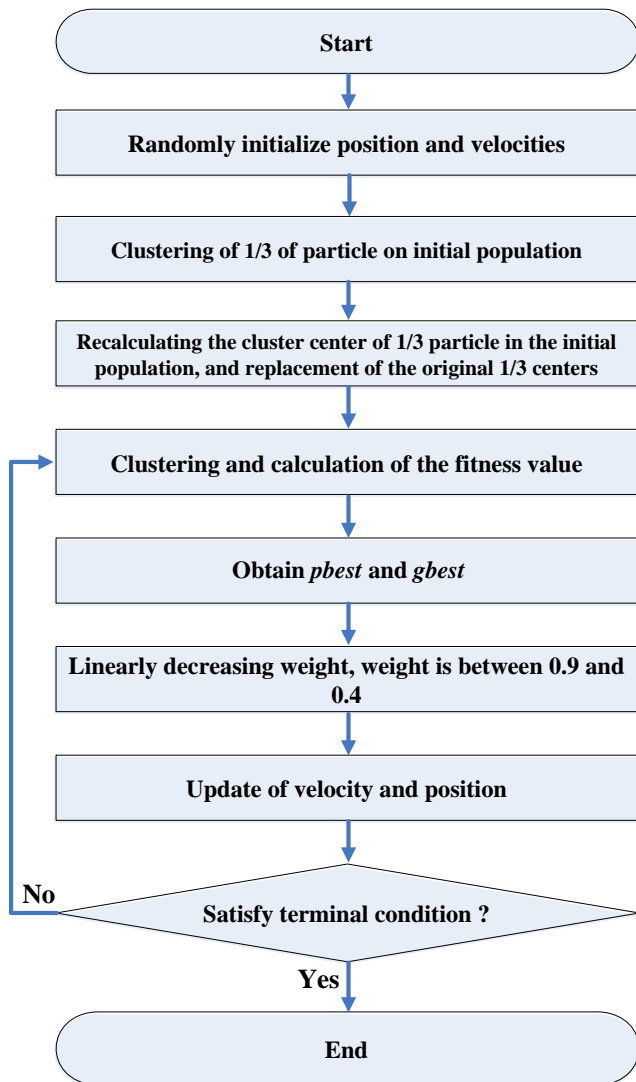 Start
Randomly initialize position and velocities
Clustering of 1/3 of particle on initial population
Recalculating the cluster center of 1/3 particle in the initial
population, and replacement of the original 1/3 centers
Clustering and calculation of the fitness value
Obtain pbest and gbest
Linearly decreasing weight, weight is between 0.9 and
0.4
Update of velocity and position
No
Satisfy terminal condition ?
Yes
End